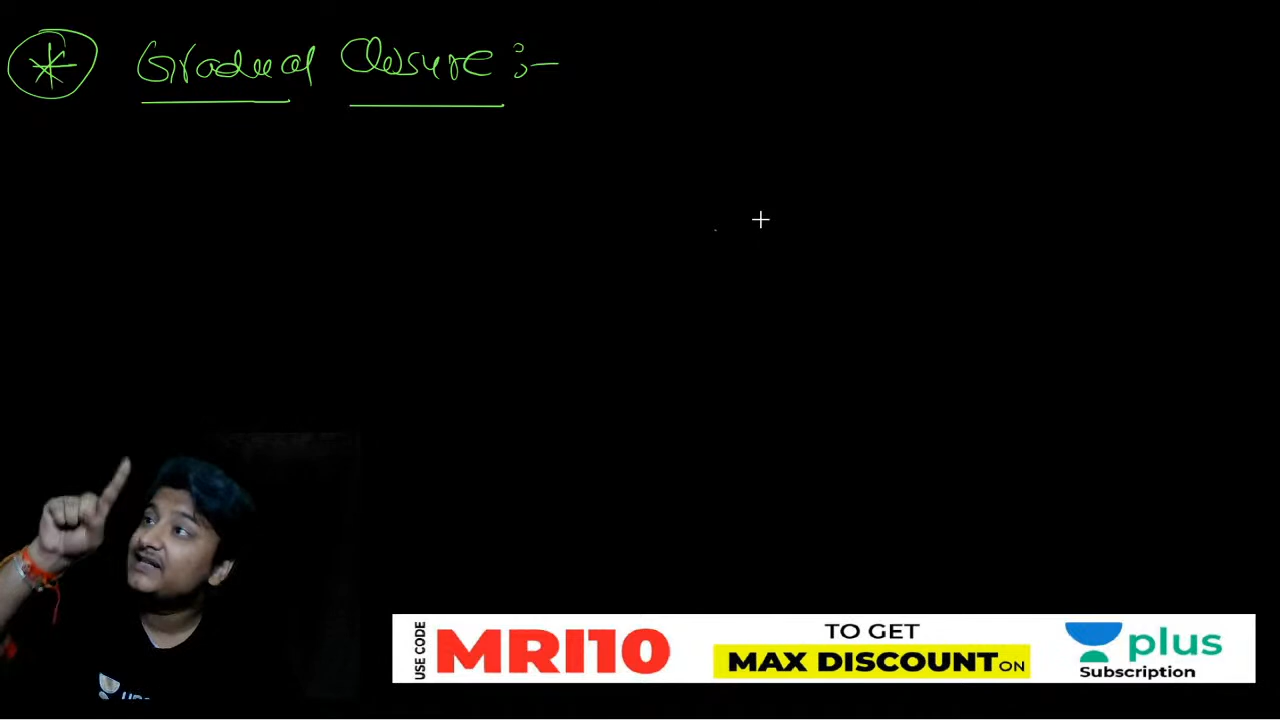 * Gradual Closure :-
USE CODE
MRI10
TO GET
MAX DISCOUNT ON
plus
Subscription